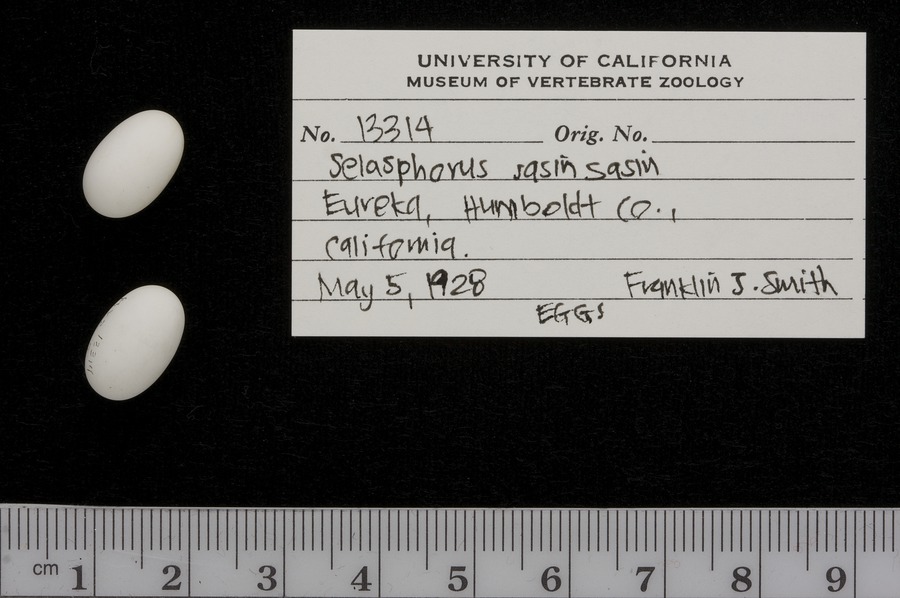 UNIVERSITY OF CALIFORNIA
MUSEUM OF VERTEBRATE ZOOLOGY
No. 13314 Orig. No.
Selasphorus sasin sasin
Eureka, Humboldt Co.,
California.
May 5, 1928 Franklin J. Smith
EGGS
cm 1 2 3 4 5 6 7 8 9